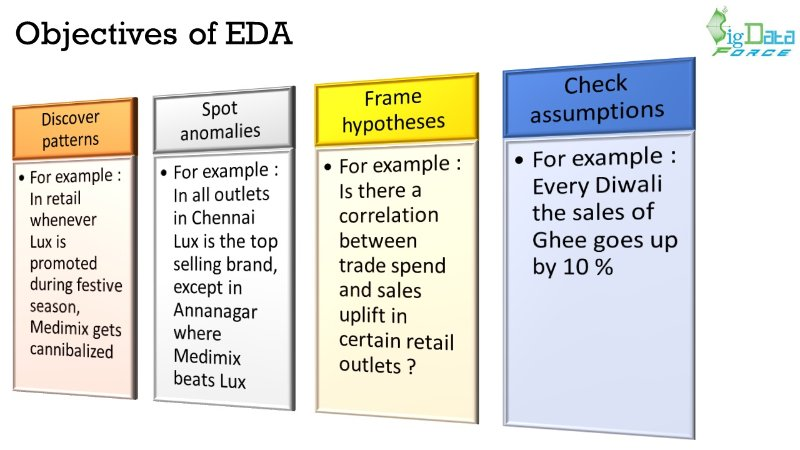 Objectives of EDA
BigData
Force
Discover
patterns
• For example :
In retail
whenever
Lux is
promoted
during festive
season,
Medimix gets
cannibalized
Spot
anomalies
• For example :
In all outlets
in Chennai
Lux is the top
selling brand,
except in
Annanagar
where
Medimix
beats Lux
Frame
hypotheses
• For example :
Is there a
correlation
between
trade spend
and sales
uplift in
certain retail
outlets ?
Check
assumptions
• For example :
Every Diwali
the sales of
Ghee goes up
by 10 %